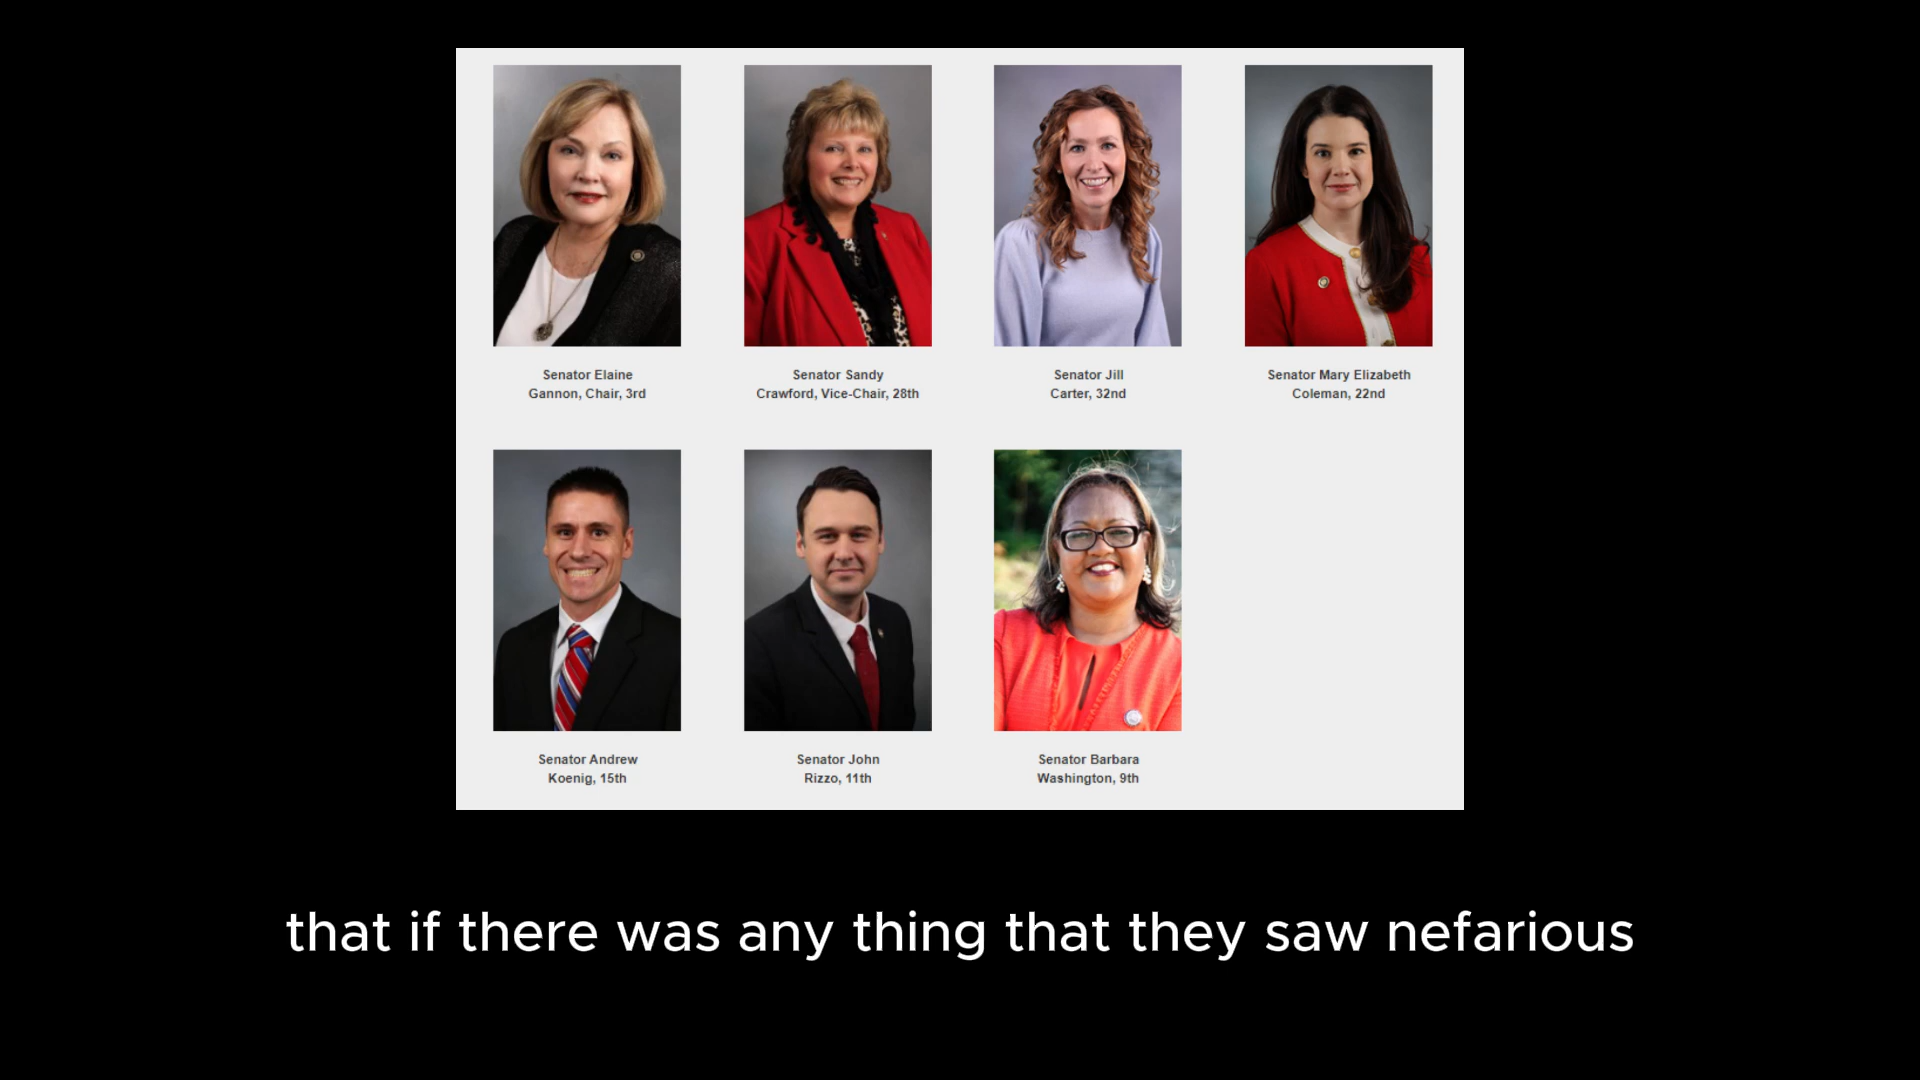 Senator Elaine
Gannon, Chair, 3rd
Senator Sandy
Crawford, Vice-Chair, 28th
Senator Jill
Carter, 32nd
Senator Mary Elizabeth
Coleman, 22nd
Senator Andrew
Koenig, 15th
Senator John
Rizzo, 11th
Senator Barbara
Washington, 9th
that if there was any thing that they saw nefarious